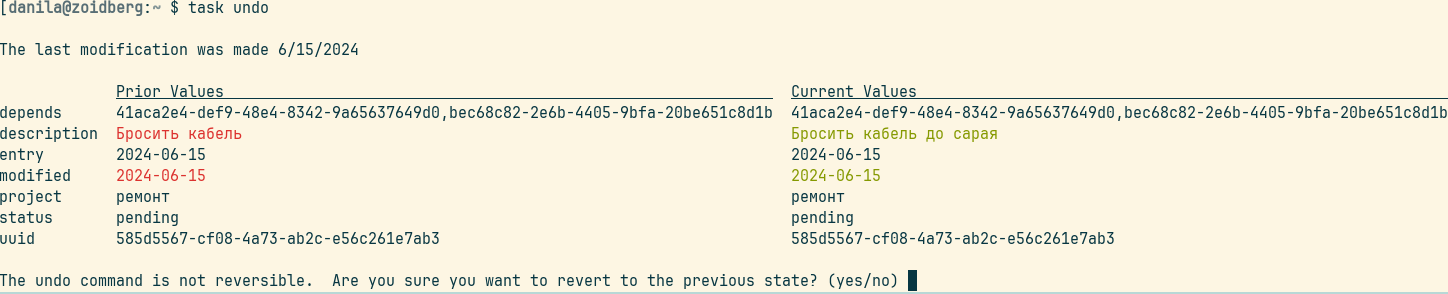 [danila@zoidberg:~ $ task undo
The last modification was made 6/15/2024
Prior Values Current Values
depends 41aca2e4-def9-48e4-8342-9a65637649d0,bec68c82-2e6b-4405-9bfa-20be651c8d1b 41aca2e4-def9-48e4-8342-9a65637649d0,bec68c82-2e6b-4405-9bfa-20be651c8d1b
description Бросить кабель Бросить кабель до сарая
entry 2024-06-15 2024-06-15
modified 2024-06-15 2024-06-15
project ремонт ремонт
status pending pending
uuid 585d5567-cf08-4a73-ab2c-e56c261e7ab3 585d5567-cf08-4a73-ab2c-e56c261e7ab3
The undo command is not reversible.  Are you sure you want to revert to the previous state? (yes/no)